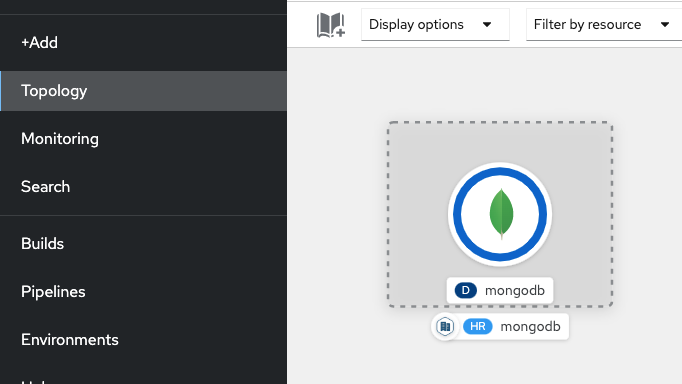 +Add
Topology
Monitoring
Search
Builds
Pipelines
Environments
Display options
Filter by resource
D mongodb
HR mongodb